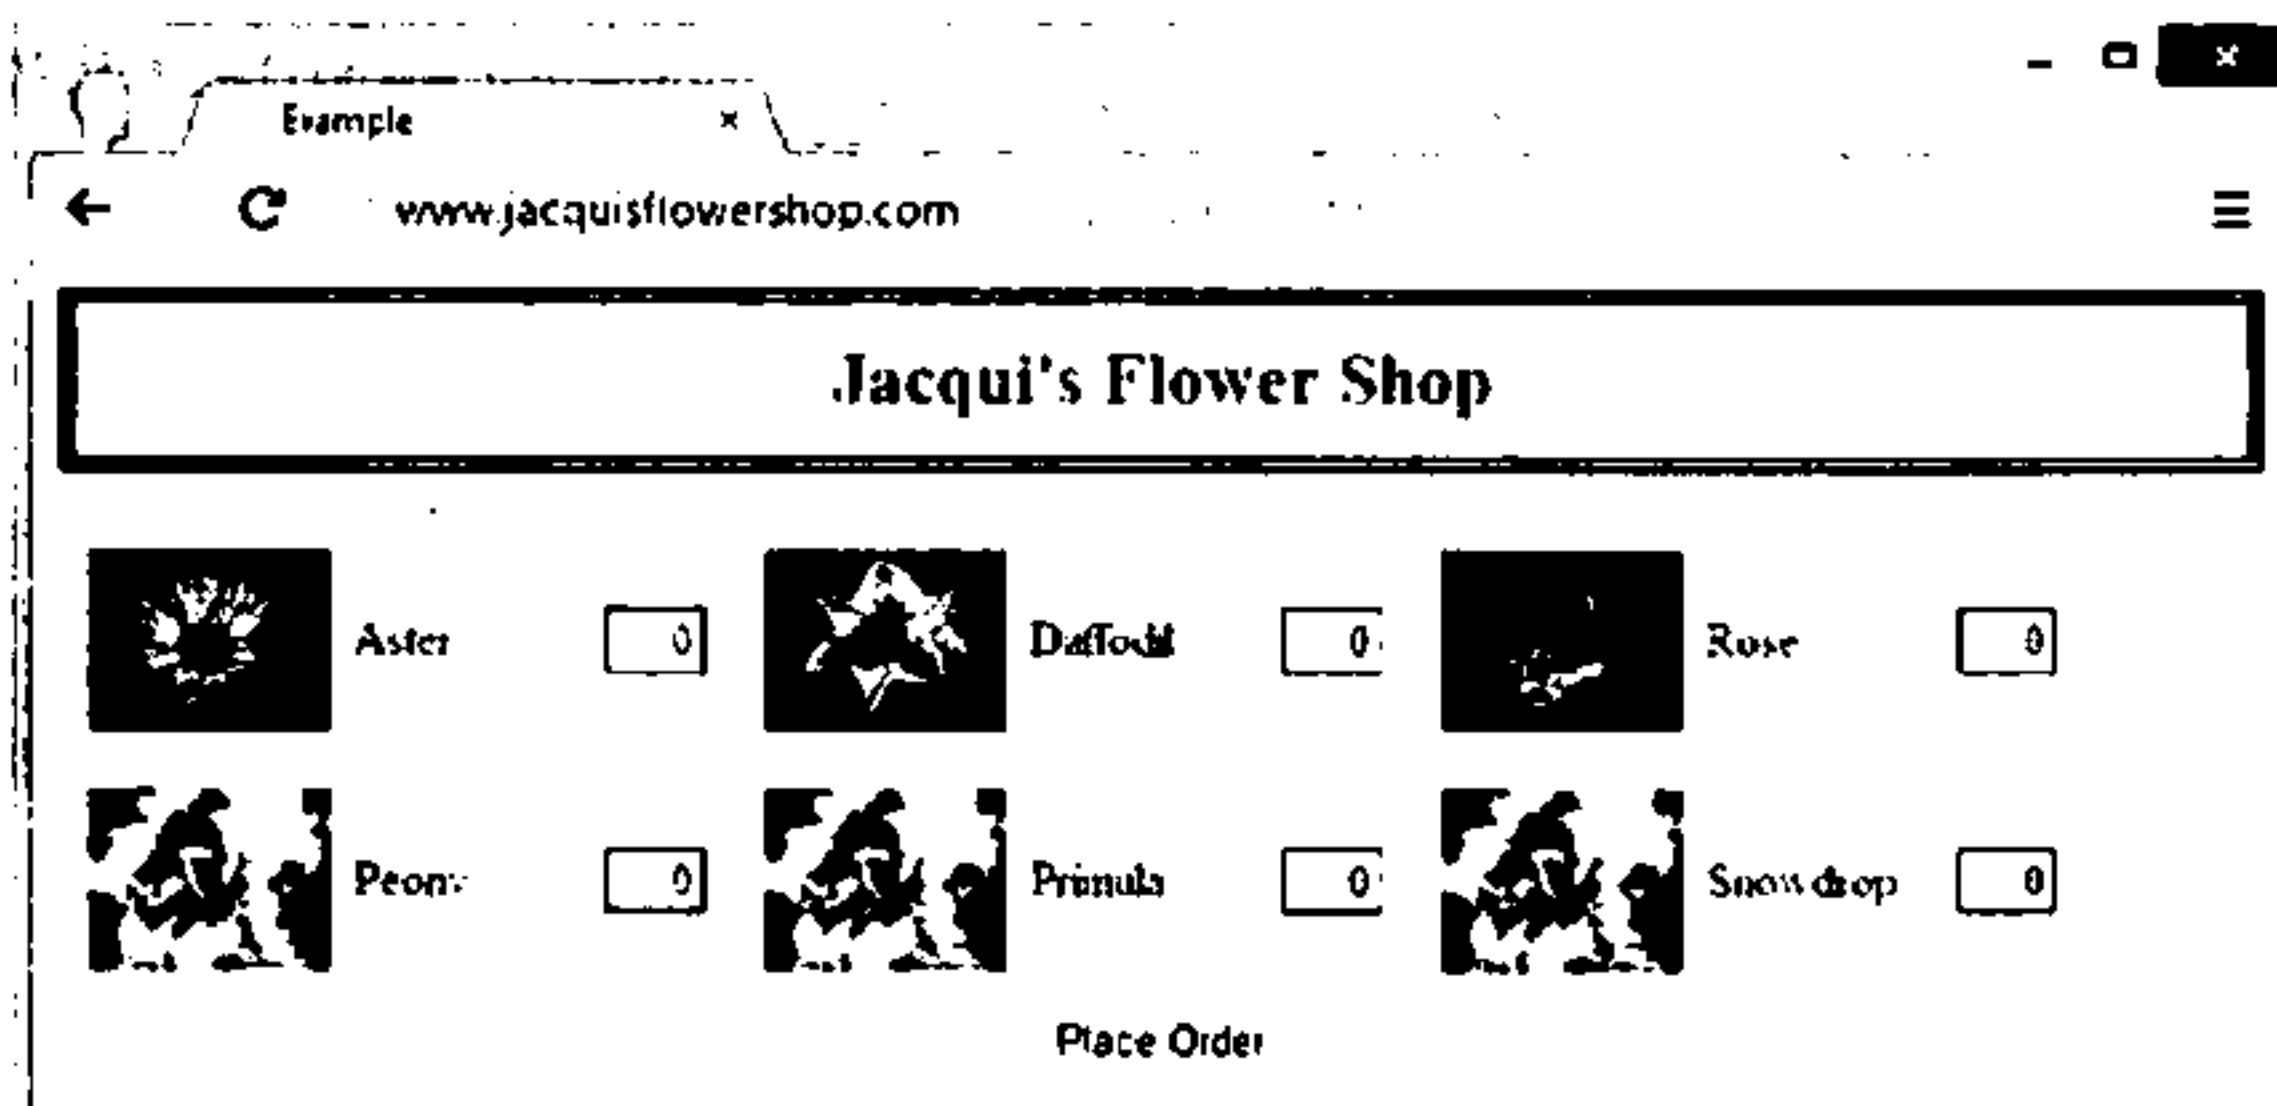 Example
www.jacquisflowershop.com
Jacqui's Flower Shop
Aster 0 Daffodil 0 Rose 0
Peony 0 Primula 0 Snowdrop 0
Place Order